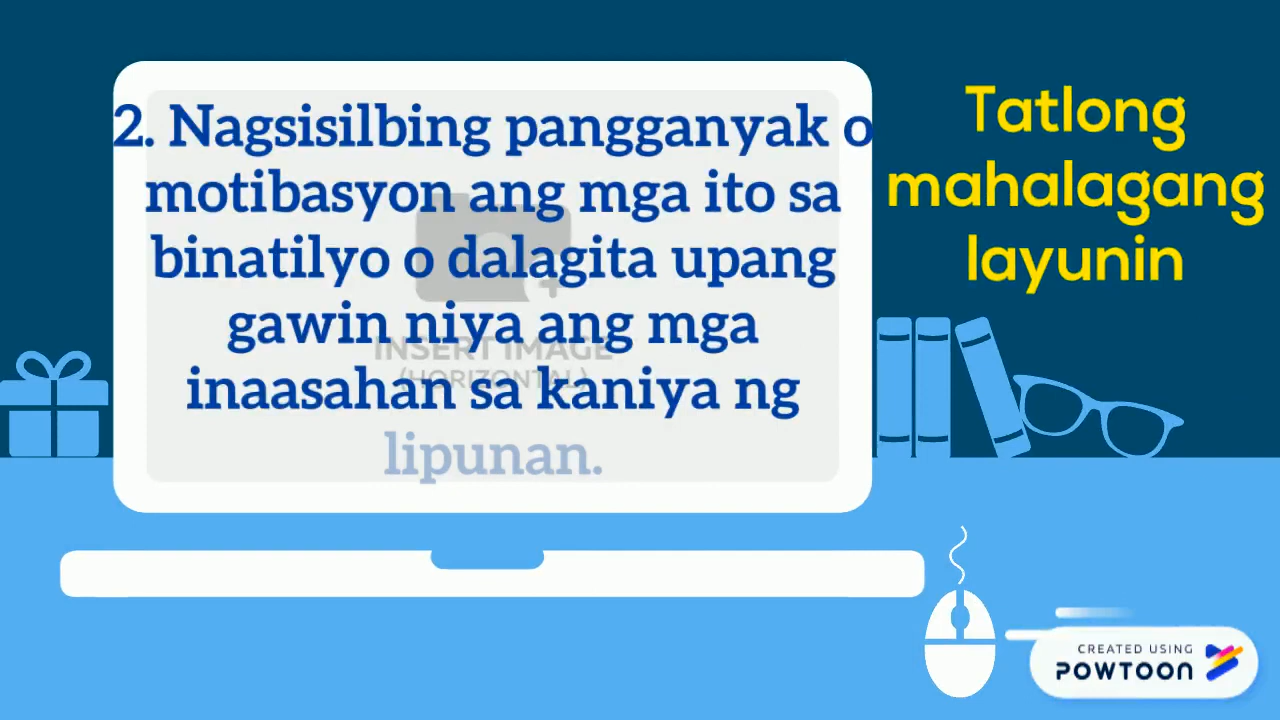 2. Nagsisilbing pangganyak o
motibasyon ang mga ito sa
binatilyo o dalagita upang
gawin niya ang mga
inaasahan sa kaniya ng
lipunan.
INSERT IMAGE
(HORIZONTAL)
Tatlong
mahalagang
layunin
CREATED USING
POWTOON